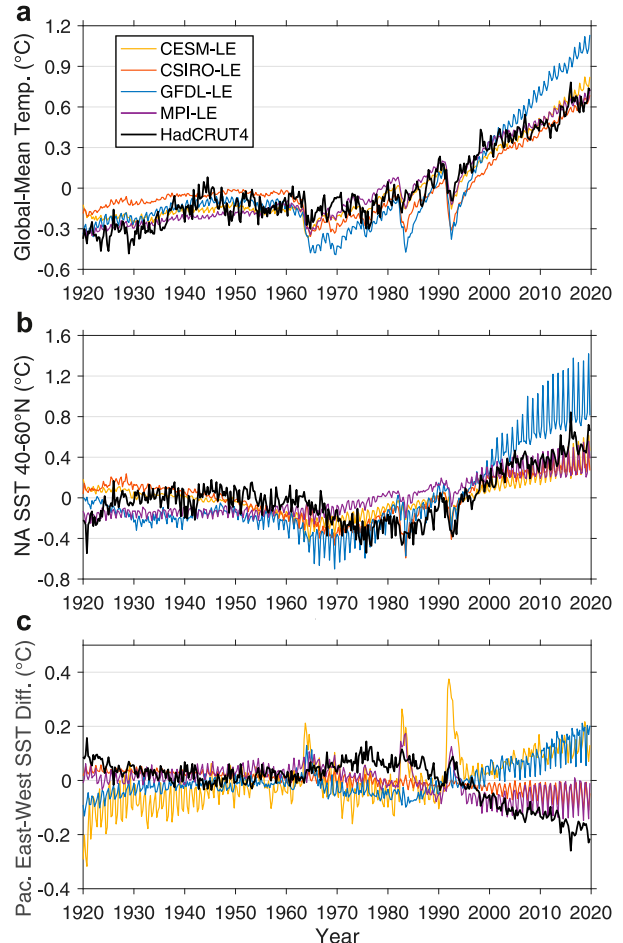 a
Global-Mean Temp. (°C)
1.2
0.9
0.6
0.3
0
-0.3
-0.6
CESM-LE
CSIRO-LE
GFDL-LE
MPI-LE
HadCRUT4
1920 1930 1940 1950 1960 1970 1980 1990 2000 2010 2020
b
NA SST 40-60°N (°C)
1.6
1.2
0.8
0.4
0
-0.4
-0.8
1920 1930 1940 1950 1960 1970 1980 1990 2000 2010 2020
c
Pac. East-West SST Diff. (°C)
0.4
0.2
0
-0.2
-0.4
1920 1930 1940 1950 1960 1970 1980 1990 2000 2010 2020
Year